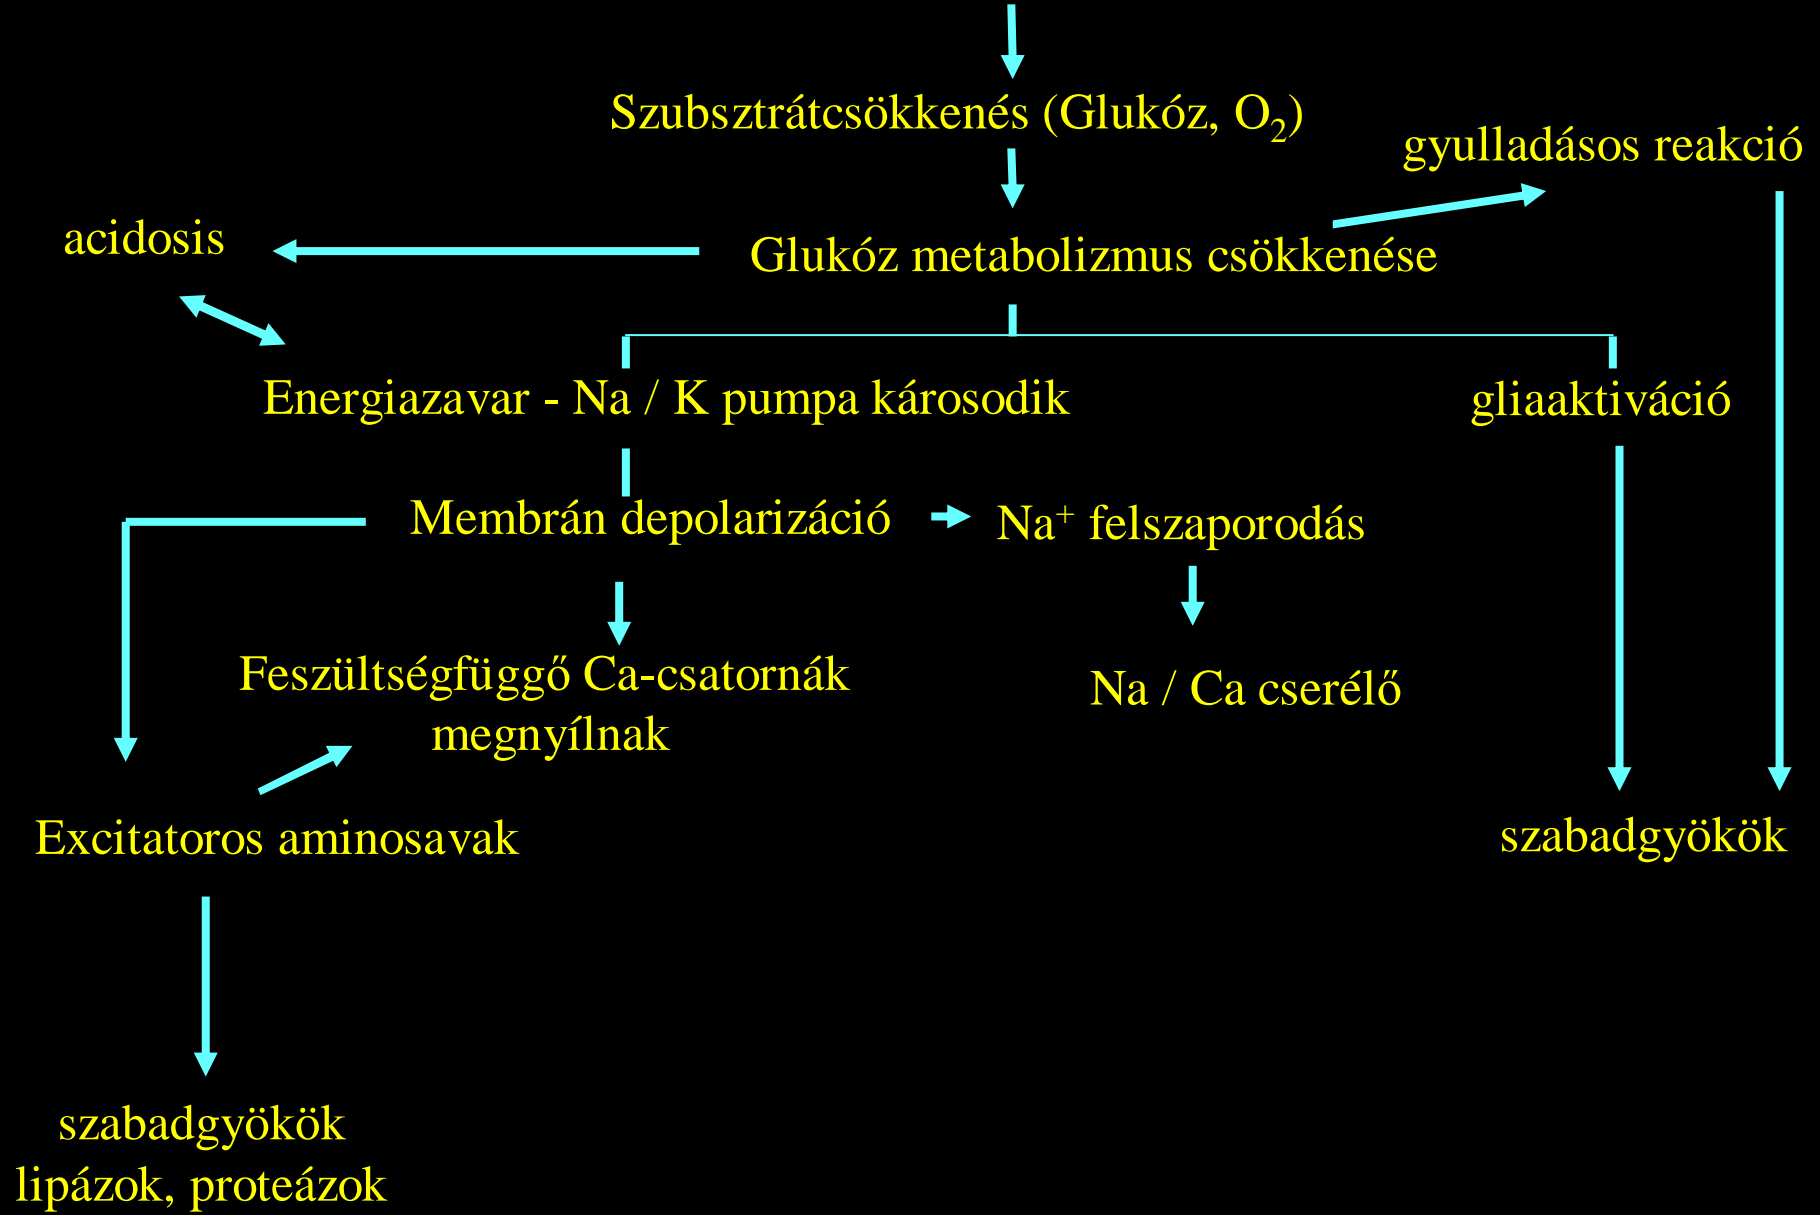 Szubsztrátcsökkenés (Glukóz, O₂)
gyulladásos reakció
acidosis
Glukóz metabolizmus csökkenése
Energiazavar - Na / K pumpa károsodik
gliaaktiváció
Membrán depolarizáció
Na⁺ felszaporodás
Feszültségfüggő Ca-csatornák
megnyílnak
Na / Ca cserélő
Excitatoros aminosavak
szabadgyökök
szabadgyökök
lipázok, proteázok